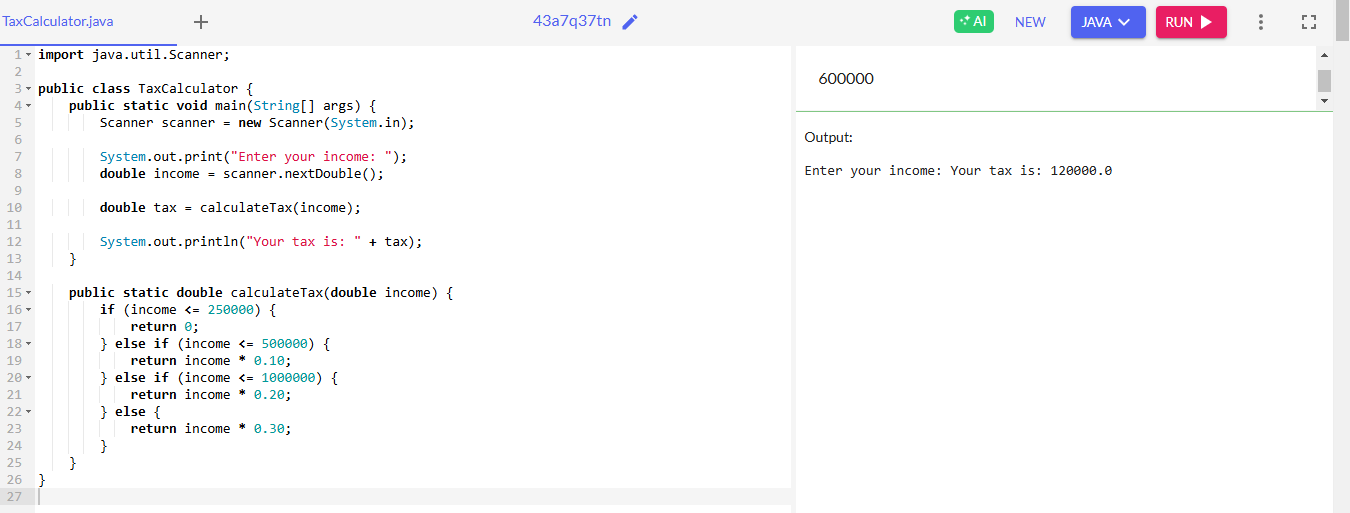 TaxCalculator.java + 43a7q37tn AI NEW JAVA RUN
1 import java.util.Scanner;
2
3 public class TaxCalculator {
4     public static void main(String[] args) {
5         Scanner scanner = new Scanner(System.in);
6
7         System.out.print("Enter your income: ");
8         double income = scanner.nextDouble();
9
10         double tax = calculateTax(income);
11
12         System.out.println("Your tax is: " + tax);
13     }
14
15     public static double calculateTax(double income) {
16         if (income <= 250000) {
17             return 0;
18         } else if (income <= 500000) {
19             return income * 0.10;
20         } else if (income <= 1000000) {
21             return income * 0.20;
22         } else {
23             return income * 0.30;
24         }
25     }
26 }
27
600000
Output:
Enter your income: Your tax is: 120000.0